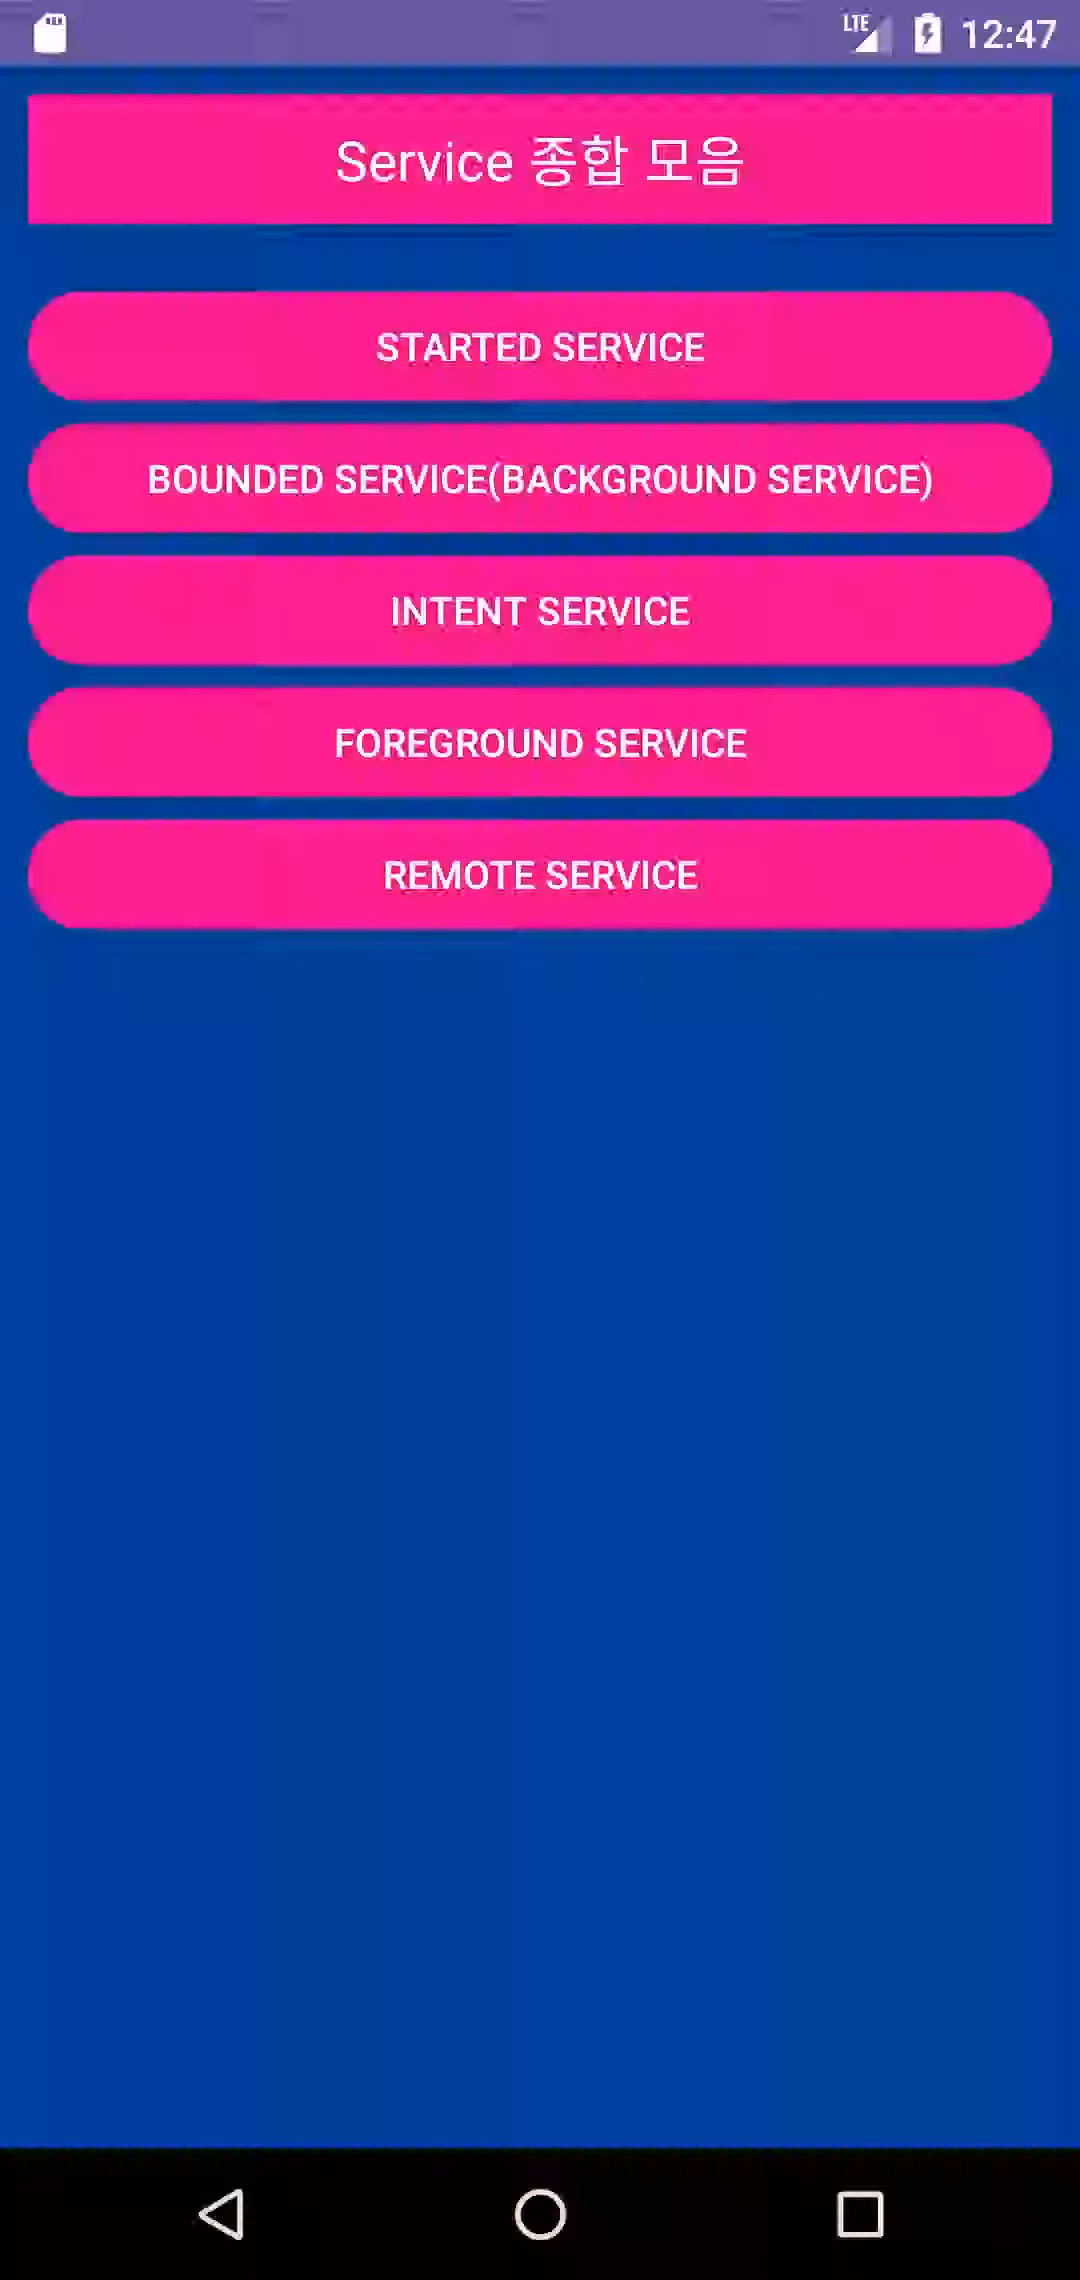 LTE 12:47
Service 종합 모음
STARTED SERVICE
BOUNDED SERVICE(BACKGROUND SERVICE)
INTENT SERVICE
FOREGROUND SERVICE
REMOTE SERVICE